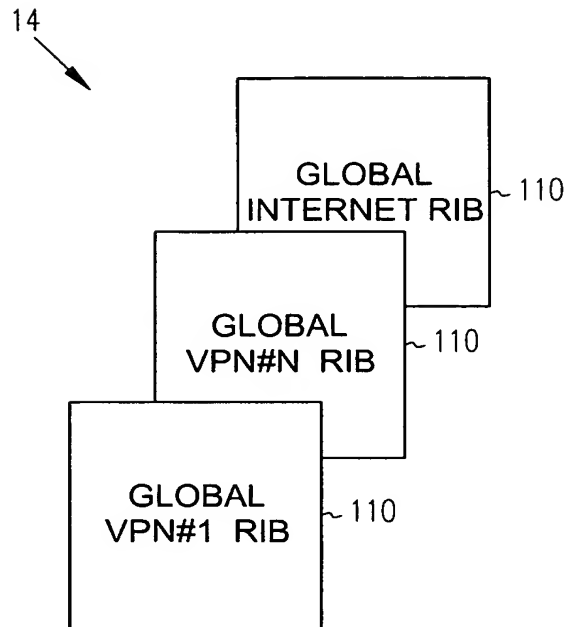 14
GLOBAL
INTERNET RIB
110
GLOBAL
VPN#N RIB
110
GLOBAL
VPN#1 RIB
110